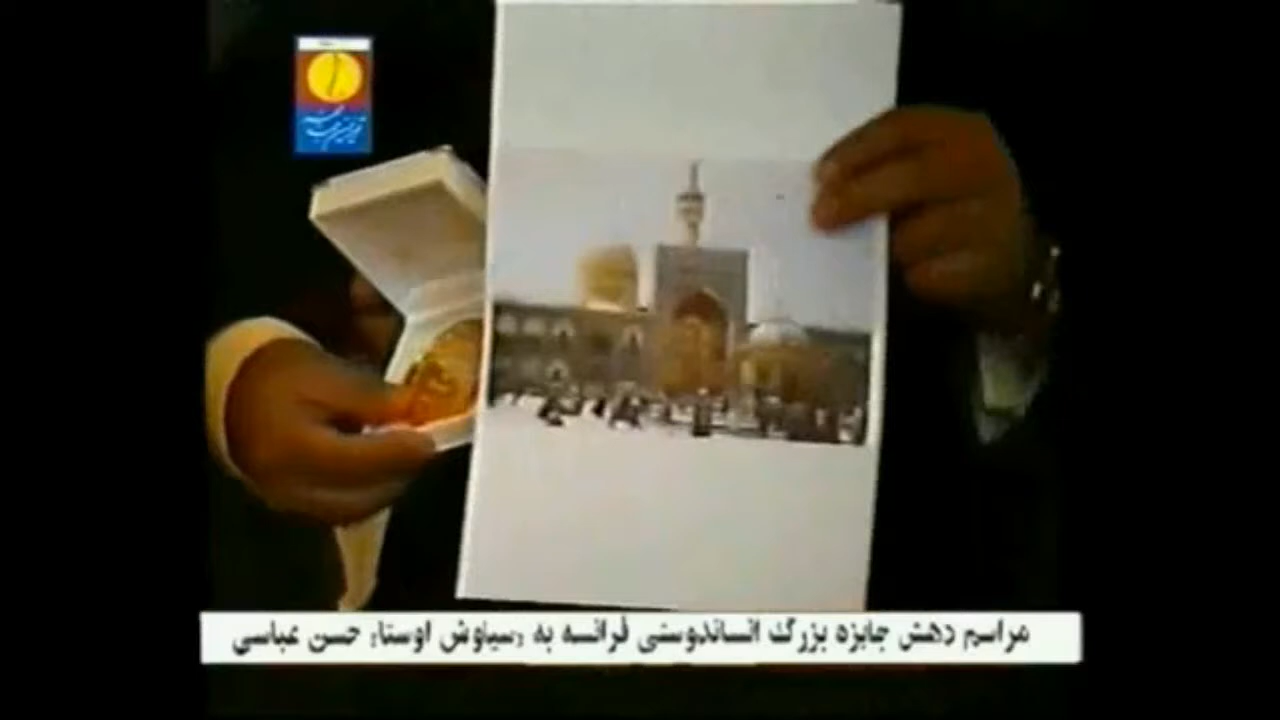 مراسم دهش جایزه بزرگ انساندوستی فرانسه به «سیاوش اوستا» حسن عباسی